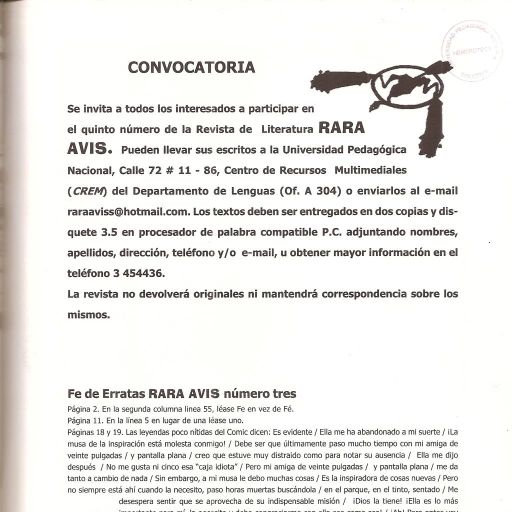 CONVOCATORIA
Se invita a todos los interesados a participar en
el quinto número de la Revista de Literatura RARA
AVIS. Pueden llevar sus escritos a la Universidad Pedagógica
Nacional, Calle 72 # 11 - 86, Centro de Recursos Multimediales
(CREM) del Departamento de Lenguas (Of. A 304) o enviarlos al e-mail
raraaviss@hotmail.com. Los textos deben ser entregados en dos copias y dis-
quete 3.5 en procesador de palabra compatible P.C. adjuntando nombres,
apellidos, dirección, teléfono y/o e-mail, u obtener mayor información en el
teléfono 3 454436.
La revista no devolverá originales ni mantendrá correspondencia sobre los
mismos.
Fe de Erratas RARA AVIS número tres
Página 2. En la segunda columna linea 55, léase Fe en vez de Fé.
Página 11. En la línea 5 en lugar de una léase uno.
Páginas 18 y 19. Las leyendas poco nítidas del Comic dicen: Es evidente / Ella me ha abandonado a mi suerte / ¡La
musa de la inspiración está molesta conmigo! / Debe ser que últimamente paso mucho tiempo con mi amiga de
veinte pulgadas / y pantalla plana / creo que estuve muy distraido como para notar su ausencia / Ella me dijo
después / No me gusta ni cinco esa "caja idiota" / Pero mi amiga de veinte pulgadas / y pantalla plana / me da
tanto a cambio de nada / Sin embargo, a mi musa le debo muchas cosas / Es la inspiradora de cosas nuevas / Pero
no siempre está ahí cuando la necesito, paso horas muertas buscándola / en el parque, en el tinto, sentado / Me
desespera sentir que se aprovecha de su indispensable misión / ¡Dios la tiene! ¡Ella es lo más